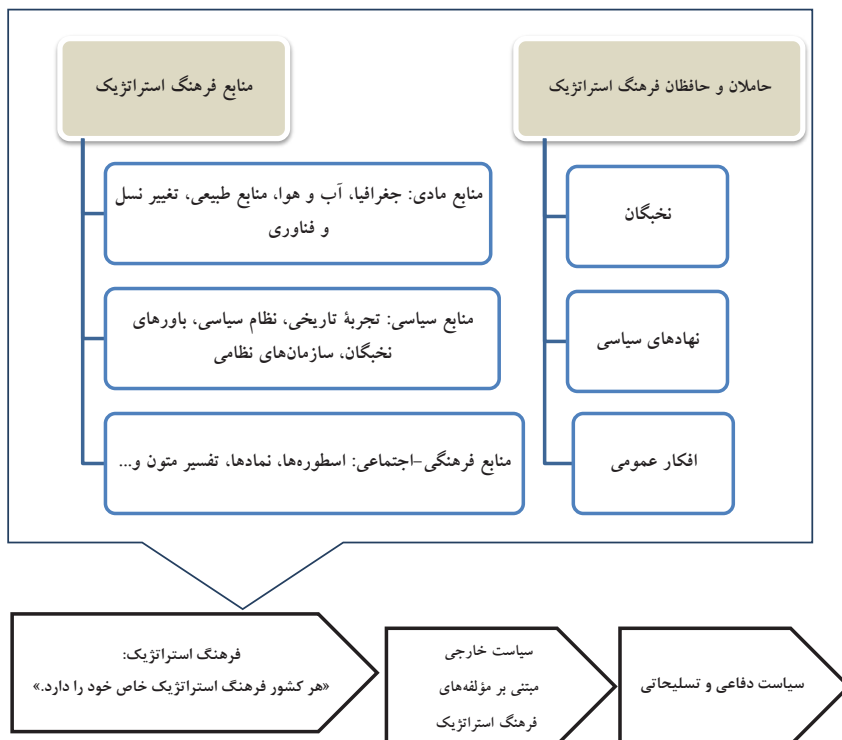 حاملان و حافظان فرهنگ استراتژیک
نخبگان
نهادهای سیاسی
افکار عمومی
منابع فرهنگ استراتژیک
منابع مادی: جغرافیا، آب و هوا، منابع طبیعی، تغییر نسل
و فناوری
منابع سیاسی: تجربهٔ تاریخی، نظام سیاسی، باورهای
نخبگان، سازمان‌های نظامی
منابع فرهنگی-اجتماعی: اسطوره‌ها، نمادها، تفسیر متون و...
فرهنگ استراتژیک:
«هر کشور فرهنگ استراتژیک خاص خود را دارد.»
سیاست خارجی
مبتنی بر مؤلفه‌های
فرهنگ استراتژیک
سیاست دفاعی و تسلیحاتی